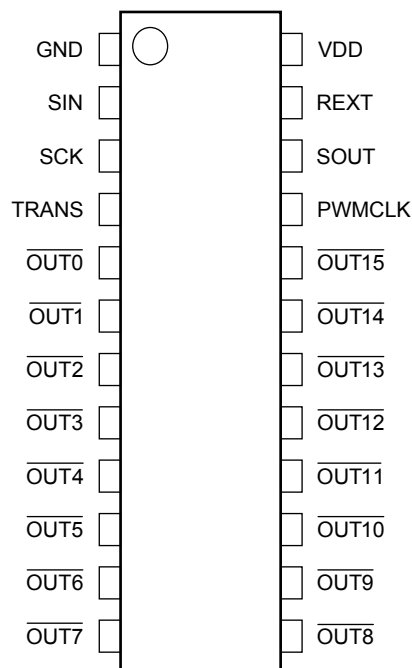 GND VDD
SIN REXT
SCK SOUT
TRANS PWMCLK
OUT0 OUT15
OUT1 OUT14
OUT2 OUT13
OUT3 OUT12
OUT4 OUT11
OUT5 OUT10
OUT6 OUT9
OUT7 OUT8